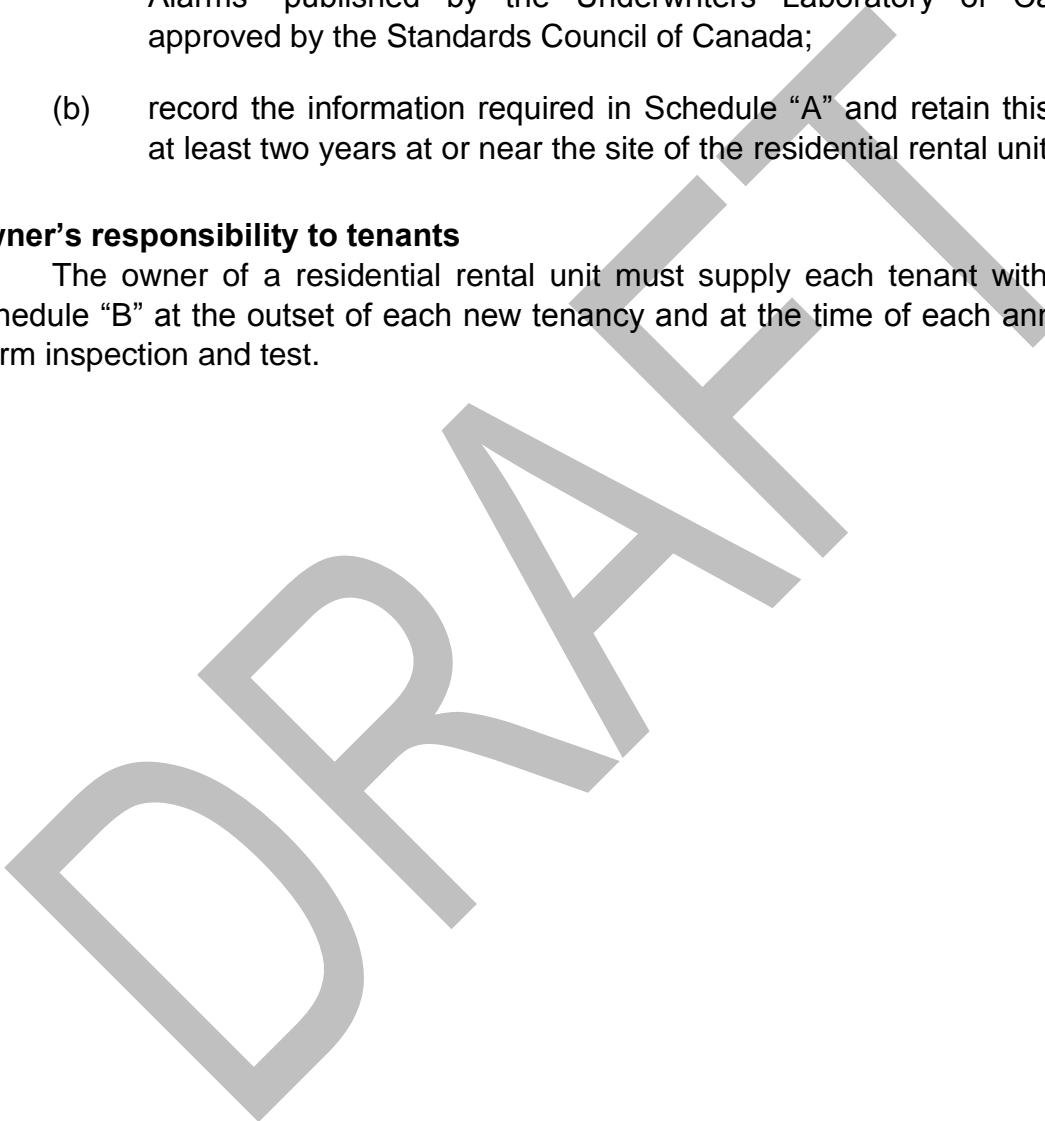 Alarms" published by the Underwriters Laboratory of Ca
approved by the Standards Council of Canada;
(b) record the information required in Schedule “A” and retain this
at least two years at or near the site of the residential rental unit
wner’s responsibility to tenants
The owner of a residential rental unit must supply each tenant with
hedule “B” at the outset of each new tenancy and at the time of each ann
rm inspection and test.
DRAFT